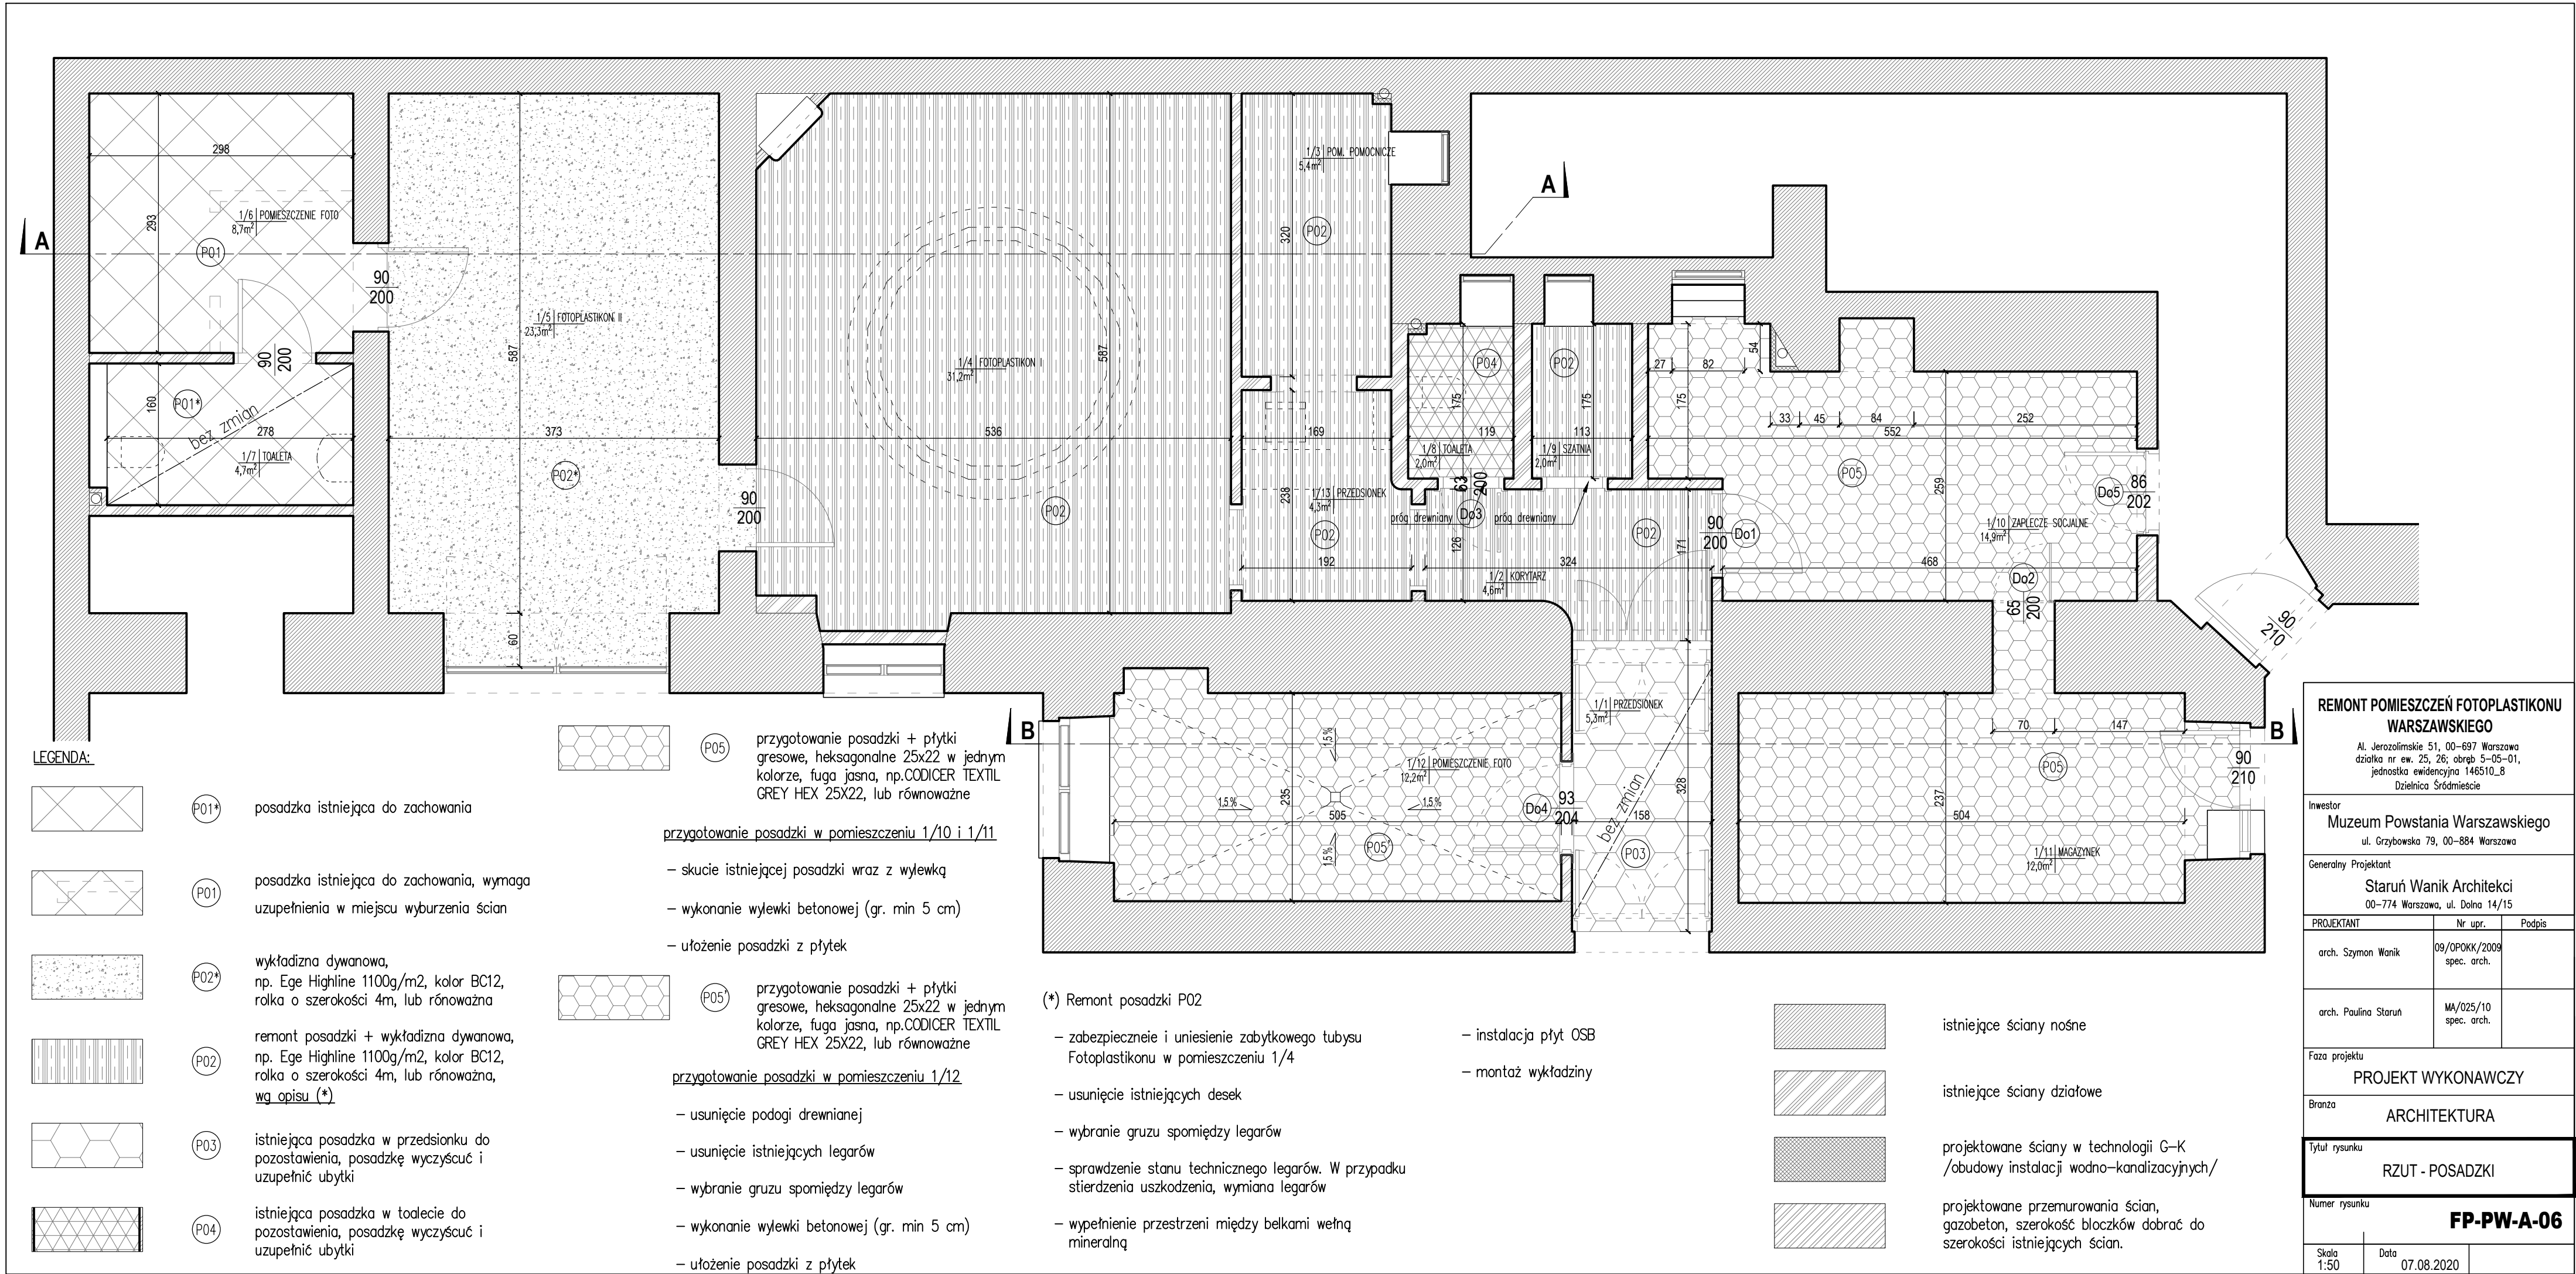 A
A
B
B
298
293
1/6 POMIESZCZENIE FOTO
8,7m²
P01
90
200
90
200
160
P01*
bez zmian
278
1/7 TOALETA
4,7m²
1/5 FOTOPLASTIKON II
23,3m²
587
373
P02*
60
90
200
1/4 FOTOPLASTIKON I
31,2m²
587
536
P02
1/3 POM. POMOCNICZE
5,4m²
320
P02
169
238
1/13 PRZEDSIONEK
4,3m²
P02
192
P04
175
119
1/8 TOALETA
2,0m²
63
200
próg drewniany
Do3
126
P02
175
113
1/9 SZATNIA
2,0m²
próg drewniany
P02
324
1/2 KORYTARZ
4,6m²
171
90
200
Do1
27
82
54
175
33
45
84
252
552
P05
259
Do5
86
202
1/10 ZAPLECZE SOCJALNE
14,9m²
468
Do2
65
200
90
210
1/1 PRZEDSIONEK
5,3m²
328
158
bez zmian
P03
1,5%
1,5%
1,5%
1,5%
1/12 POMIESZCZENIE FOTO
12,2m²
235
505
P05'
Do4
93
204
70
147
P05
237
504
1/11 MAGAZYNEK
12,0m²
90
210
LEGENDA:
P01*
posadzka istniejąca do zachowania
P01
posadzka istniejąca do zachowania, wymaga
uzupełnienia w miejscu wyburzenia ścian
P02*
wykładizna dywanowa,
np. Ege Highline 1100g/m2, kolor BC12,
rolka o szerokości 4m, lub rónoważna
P02
remont posadzki + wykładizna dywanowa,
np. Ege Highline 1100g/m2, kolor BC12,
rolka o szerokości 4m, lub rónoważna,
wg opisu (*)
P03
istniejąca posadzka w przedsionku do
pozostawienia, posadzkę wyczyścuć i
uzupełnić ubytki
P04
istniejąca posadzka w toalecie do
pozostawienia, posadzkę wyczyścuć i
uzupełnić ubytki
P05
przygotowanie posadzki + płytki
gresowe, heksagonalne 25x22 w jednym
kolorze, fuga jasna, np.CODICER TEXTIL
GREY HEX 25X22, lub równoważne
przygotowanie posadzki w pomieszczeniu 1/10 i 1/11
– skucie istniejącej posadzki wraz z wylewką
– wykonanie wylewki betonowej (gr. min 5 cm)
– ułożenie posadzki z płytek
P05'
przygotowanie posadzki + płytki
gresowe, heksagonalne 25x22 w jednym
kolorze, fuga jasna, np.CODICER TEXTIL
GREY HEX 25X22, lub równoważne
przygotowanie posadzki w pomieszczeniu 1/12
– usunięcie podogi drewnianej
– usunięcie istniejących legarów
– wybranie gruzu spomiędzy legarów
– wykonanie wylewki betonowej (gr. min 5 cm)
– ułożenie posadzki z płytek
(*) Remont posadzki P02
– zabezpieczneie i uniesienie zabytkowego tubysu
Fotoplastikonu w pomieszczeniu 1/4
– usunięcie istniejących desek
– wybranie gruzu spomiędzy legarów
– sprawdzenie stanu technicznego legarów. W przypadku
stierdzenia uszkodzenia, wymiana legarów
– wypełnienie przestrzeni między belkami wełną
mineralną
– instalacja płyt OSB
– montaż wykładziny
istniejące ściany nośne
istniejące ściany działowe
projektowane ściany w technologii G–K
/obudowy instalacji wodno–kanalizacyjnych/
projektowane przemurowania ścian,
gazobeton, szerokość bloczków dobrać do
szerokości istniejących ścian.
REMONT POMIESZCZEŃ FOTOPLASTIKONU
WARSZAWSKIEGO
Al. Jerozolimskie 51, 00–697 Warszawa
działka nr ew. 25, 26; obręb 5–05–01,
jednostka ewidencyjna 146510_8
Dzielnica Śródmieście
Inwestor
Muzeum Powstania Warszawskiego
ul. Grzybowska 79, 00–884 Warszawa
Generalny Projektant
Staruń Wanik Architekci
00–774 Warszawa, ul. Dolna 14/15
PROJEKTANT Nr upr. Podpis
arch. Szymon Wanik 09/OPOKK/2009
spec. arch.
arch. Paulina Staruń MA/025/10
spec. arch.
Faza projektu
PROJEKT WYKONAWCZY
Branża
ARCHITEKTURA
Tytuł rysunku
RZUT - POSADZKI
Numer rysunku
FP-PW-A-06
Skala Data
1:50 07.08.2020